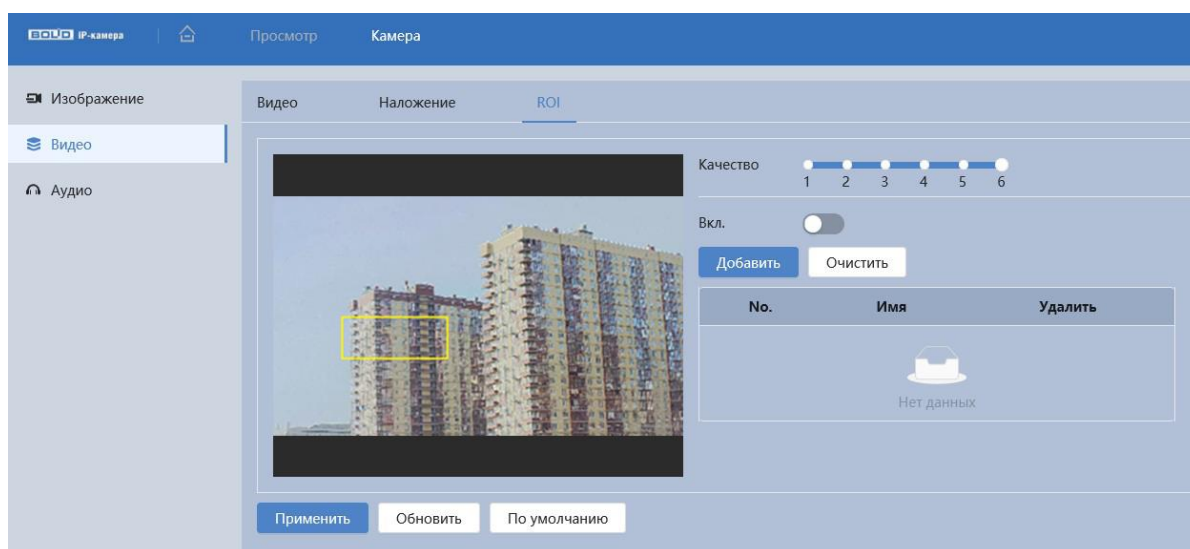 BOLID IP-камера Просмотр Камера
Изображение
Видео
Аудио
Видео Наложение ROI
Качество
1 2 3 4 5 6
Вкл.
Добавить Очистить
No. Имя Удалить
Нет данных
Применить Обновить По умолчанию